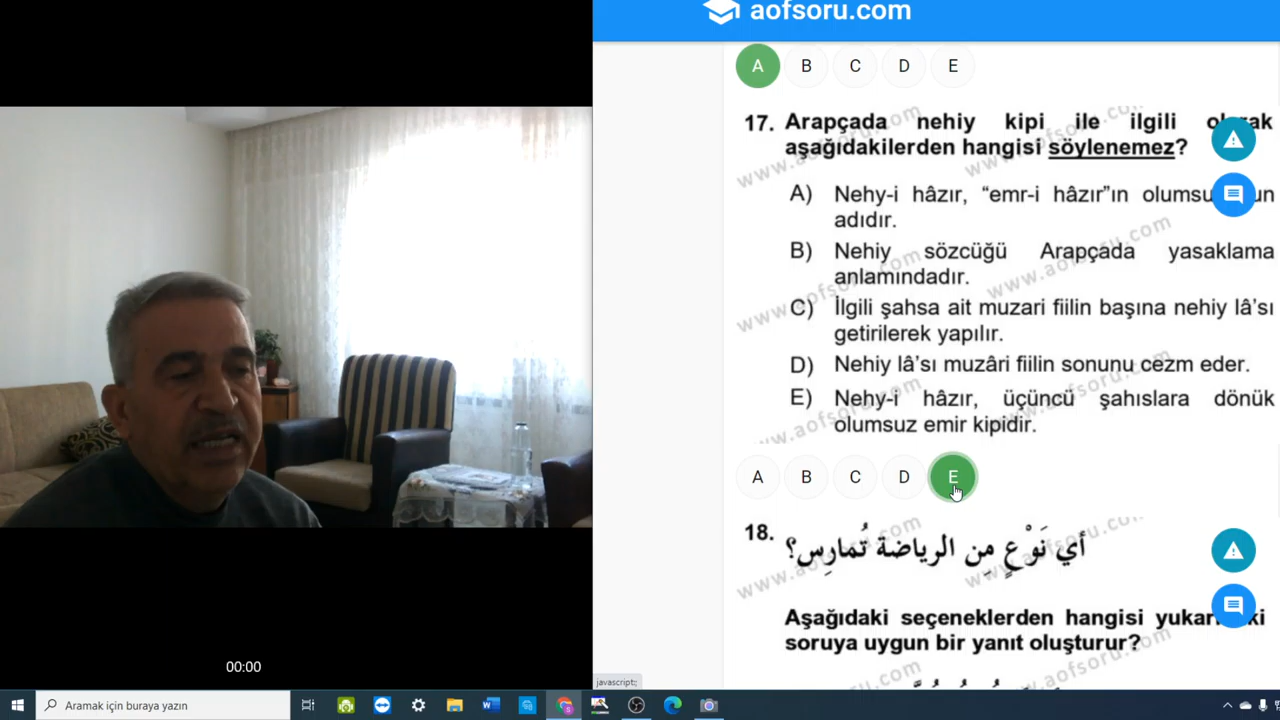 aofsoru.com
A B C D E
17. Arapçada nehiy kipi ile ilgili olarak
aşağıdakilerden hangisi söylenemez?
A) Nehy-i hâzır, “emr-i hâzır”ın
adıdır.
B) Nehiy sözcüğü Arapçada yasaklama
anlamındadır.
C) İlgili şahsa ait muzari fiilin başına nehiy lâ’sı
getirilerek yapılır.
D) Nehiy lâ’sı muzâri fiilin sonunu cezm eder.
E) Nehy-i hâzır, üçüncü şahıslara dönük
olumsuz emir kipidir.
A B C D E
18. أي نَوْعٍ مِن الرياضة تُمارِس؟
Aşağıdaki seçeneklerden hangisi yukarıdaki
soruya uygun bir yanıt oluşturur?
www.aofsoru.com
00:00
javascript:;
Aramak için buraya yazın